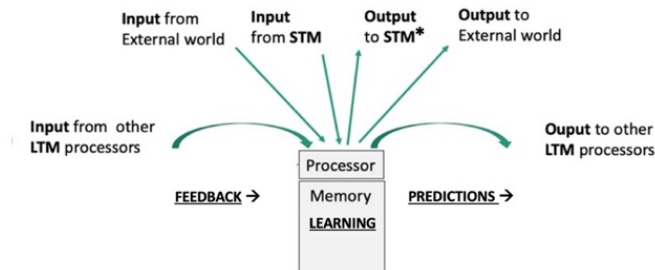 Input from
External world
Input
from STM
Output
to STM*
Output to
External world
Input from other
LTM processors
Ouput to other
LTM processors
Processor
FEEDBACK →
Memory
PREDICTIONS →
LEARNING